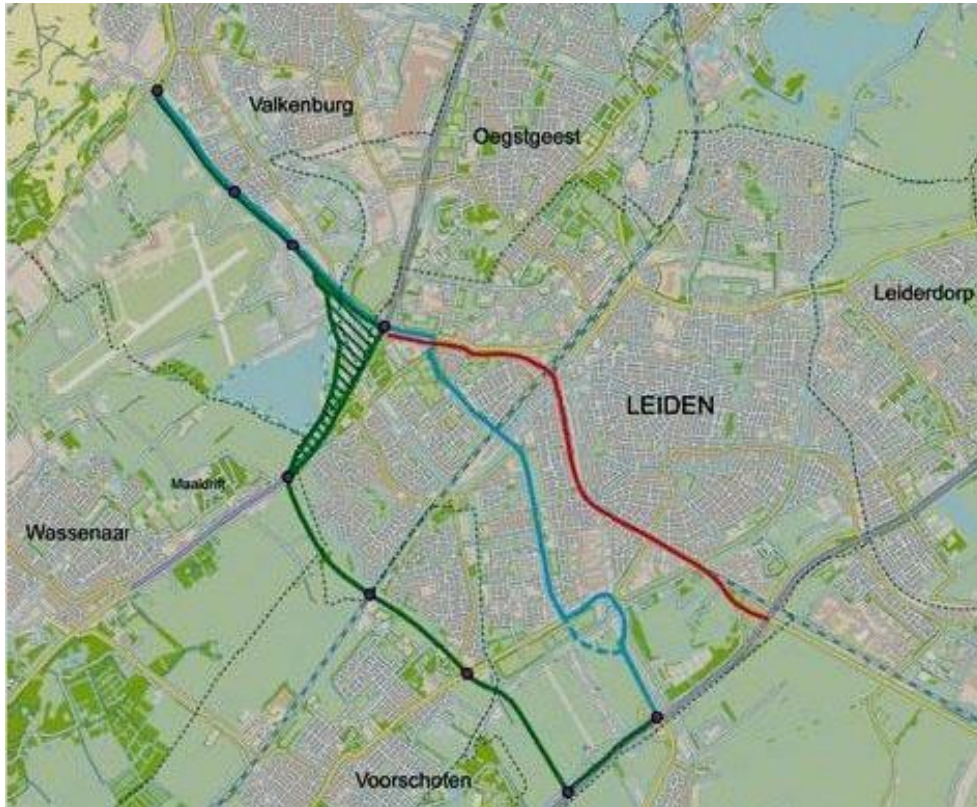 Valkenburg
Oegstgeest
Leiderdorp
LEIDEN
Maaldrift
Wassenaar
Voorschoten